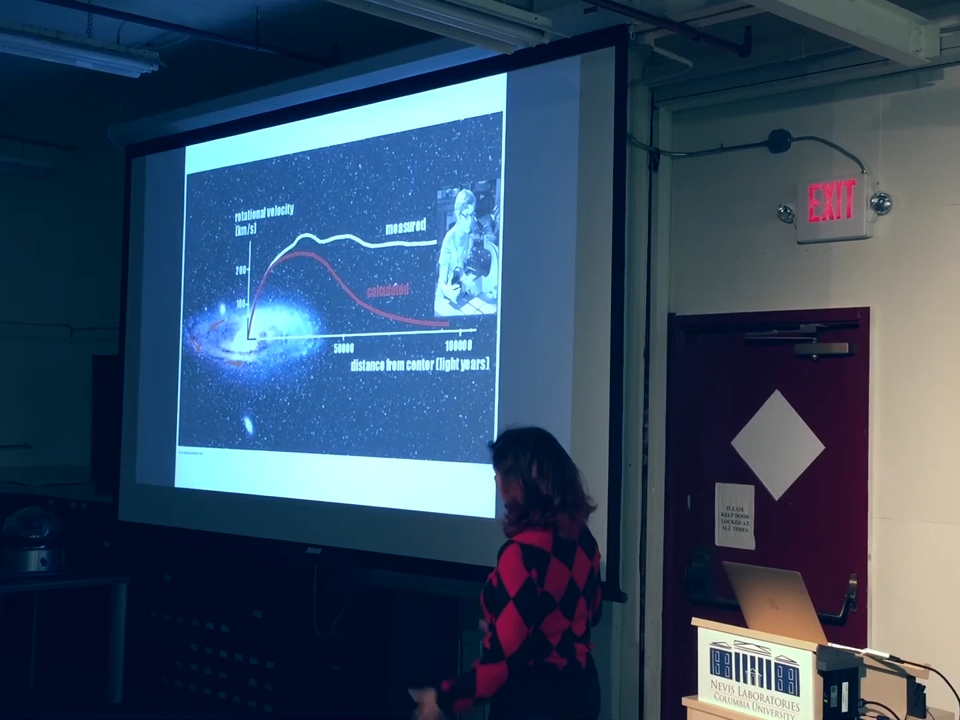 rotational velocity
(km/s)
measured
200
calculated
100
50000
100000
distance from center (light years)
EXIT
PLEASE
KEEP DOOR
LOCKED AT
ALL TIMES
NEVIS LABORATORIES
COLUMBIA UNIVERSITY